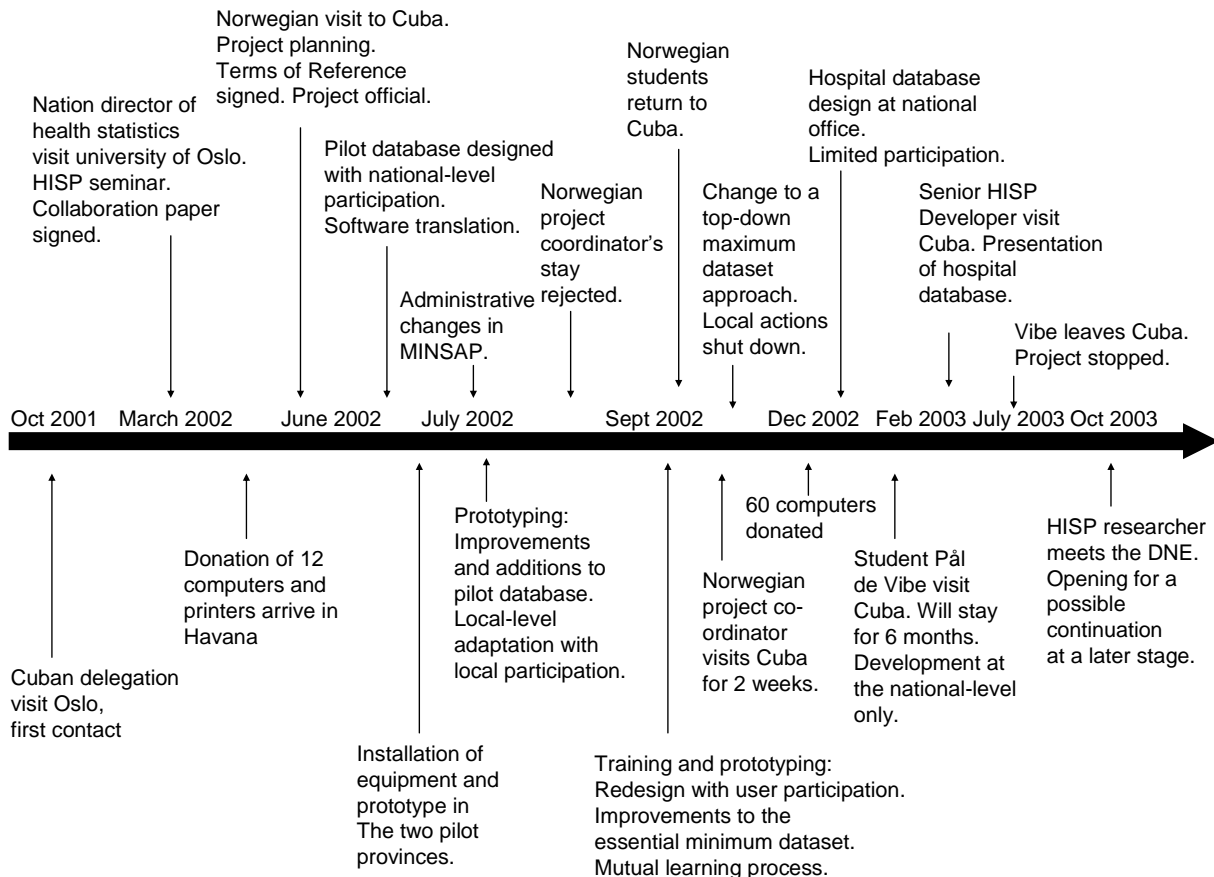 Norwegian visit to Cuba.
Project planning.
Terms of Reference
signed. Project official.
Nation director of
health statistics
visit university of Oslo.
HISP seminar.
Collaboration paper
signed.
Pilot database designed
with national-level
participation.
Software translation.
Administrative
changes in
MINSAP.
Norwegian
project
coordinator’s
stay
rejected.
Norwegian
students
return to
Cuba.
Change to a
top-down
maximum
dataset
approach.
Local actions
shut down.
Hospital database
design at national
office.
Limited participation.
Senior HISP
Developer visit
Cuba. Presentation
of hospital
database.
Vibe leaves Cuba.
Project stopped.
Oct 2001 March 2002 June 2002 July 2002 Sept 2002 Dec 2002 Feb 2003 July 2003 Oct 2003
Cuban delegation
visit Oslo,
first contact
Donation of 12
computers and
printers arrive in
Havana
Installation of
equipment and
prototype in
The two pilot
provinces.
Prototyping:
Improvements
and additions to
pilot database.
Local-level
adaptation with
local participation.
Training and prototyping:
Redesign with user participation.
Improvements to the
essential minimum dataset.
Mutual learning process.
Norwegian
project co-
ordinator
visits Cuba
for 2 weeks.
60 computers
donated
Student Pål
de Vibe visit
Cuba. Will stay
for 6 months.
Development at
the national-level
only.
HISP researcher
meets the DNE.
Opening for a
possible
continuation
at a later stage.